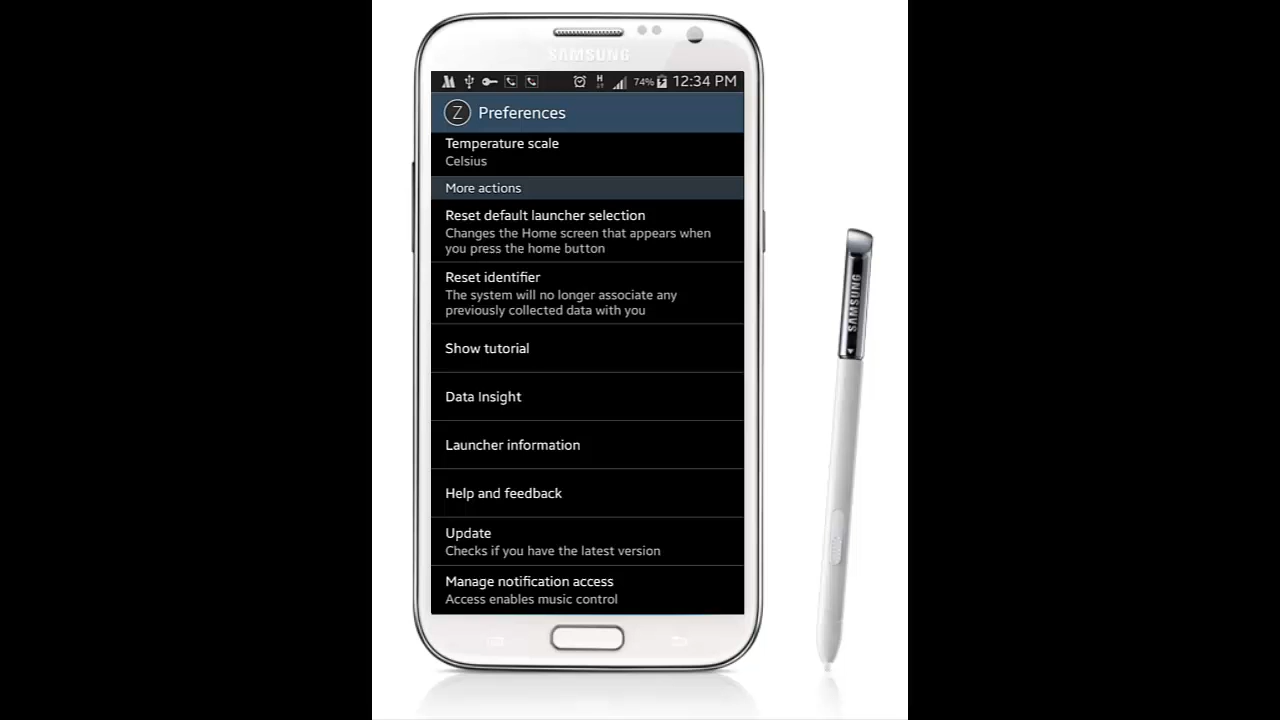 SAMSUNG
H
74%
12:34 PM
Z Preferences
Temperature scale
Celsius
More actions
Reset default launcher selection
Changes the Home screen that appears when
you press the home button
Reset identifier
The system will no longer associate any
previously collected data with you
Show tutorial
Data Insight
Launcher information
Help and feedback
Update
Checks if you have the latest version
Manage notification access
Access enables music control
SAMSUNG